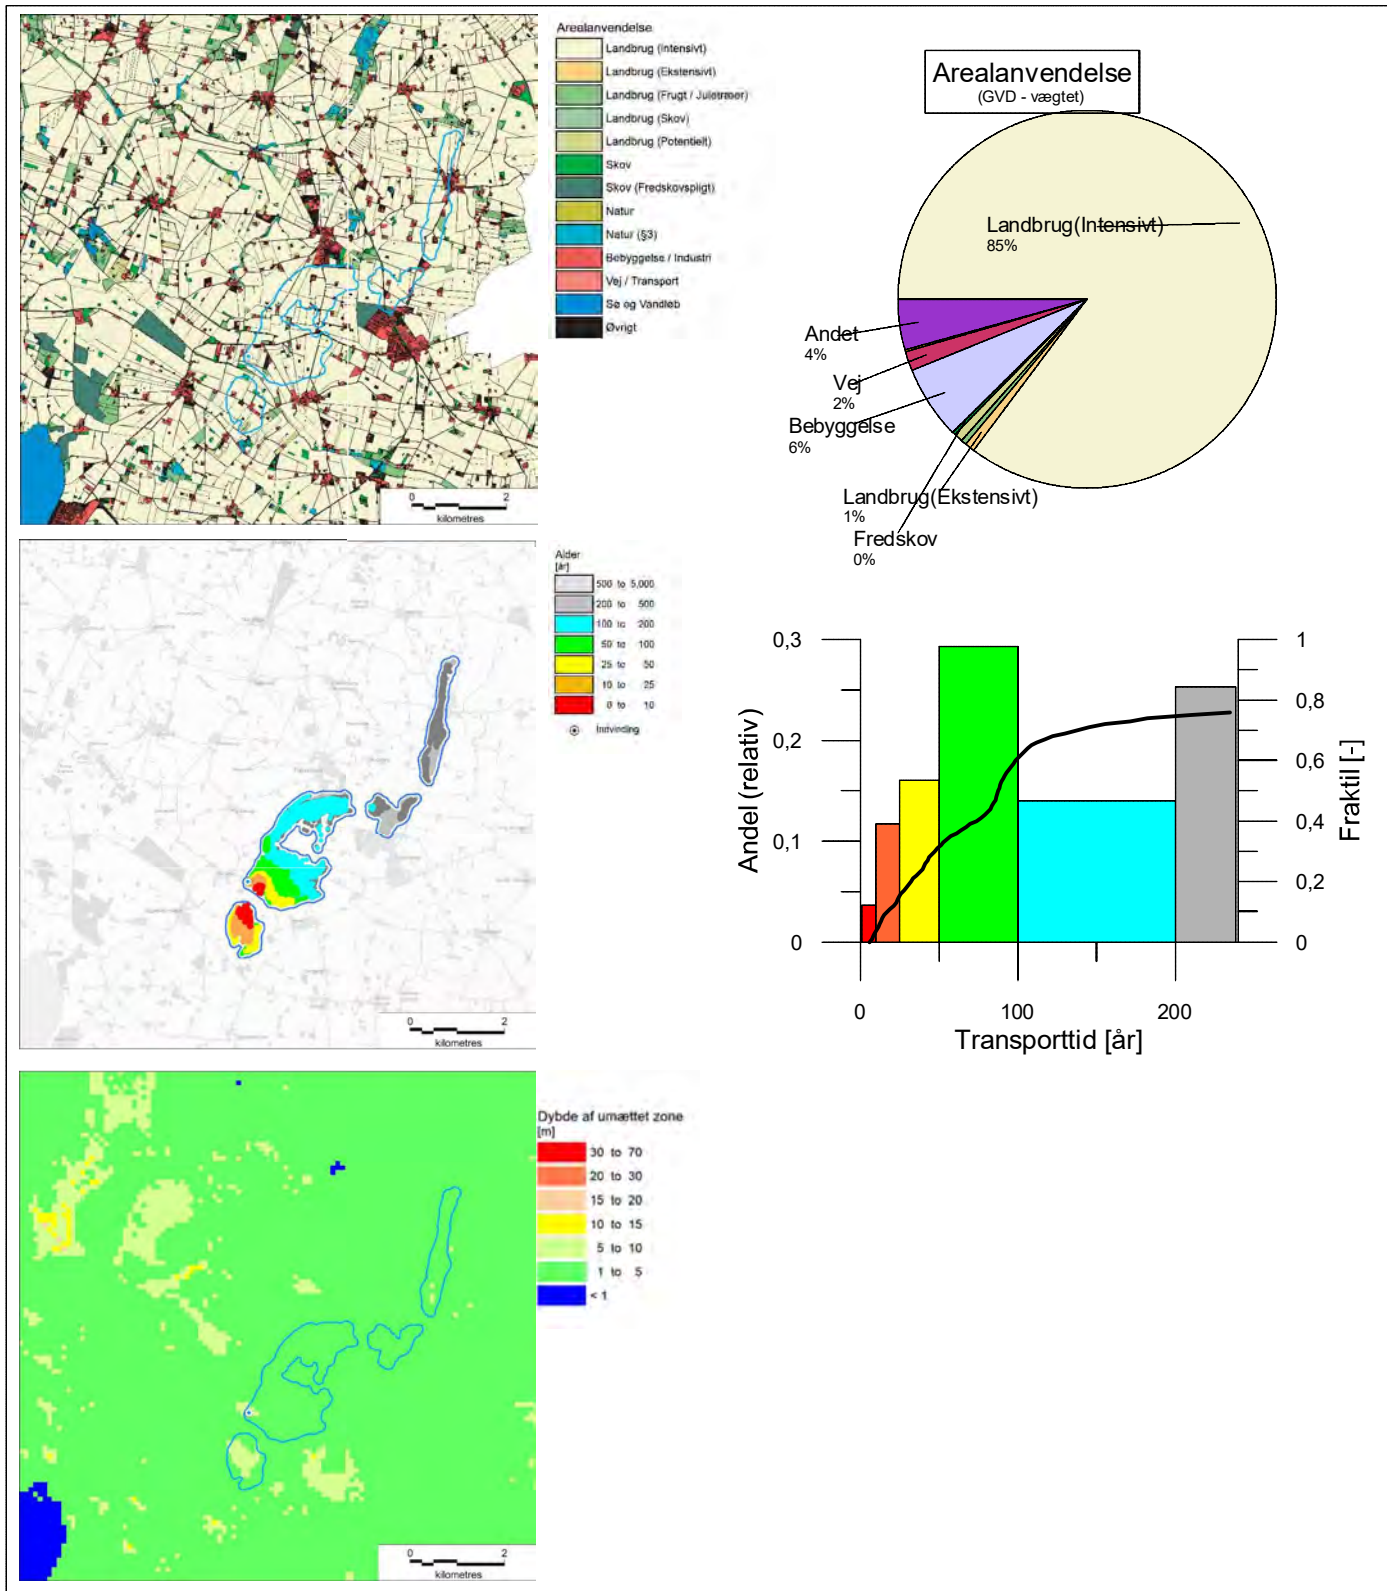 Arealanvendelse
Landbrug (Intensivt)
Landbrug (Ekstensivt)
Landbrug (Frugt / Juletræer)
Landbrug (Skov)
Landbrug (Potentielt)
Skov
Skov (Fredskovspligt)
Natur
Natur (§3)
Bebyggelse / Industri
Vej / Transport
Sø og Vandløb
Øvrigt
0 2
kilometres
Arealanvendelse
(GVD - vægtet)
Landbrug(Intensivt)
85%
Andet
4%
Vej
2%
Bebyggelse
6%
Landbrug(Ekstensivt)
1%
Fredskov
0%
Alder
[år]
500 to 5,000
200 to 500
100 to 200
50 to 100
25 to 50
10 to 25
0 to 10
Indvinding
0 2
kilometres
0,3
0,2
0,1
0
Andel (relativ)
1
0,8
0,6
0,4
0,2
0
Fraktil [-]
0 100 200
Transporttid [år]
Dybde af umættet zone
[m]
30 to 70
20 to 30
15 to 20
10 to 15
5 to 10
1 to 5
< 1
0 2
kilometres